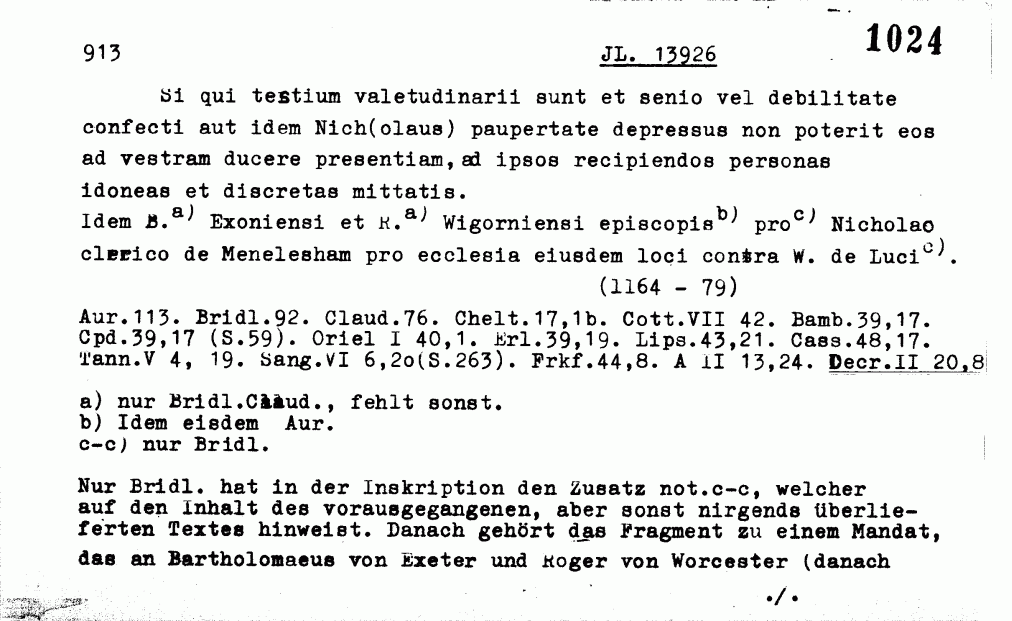 913 JL. 13926 1024
Si qui testium valetudinarii sunt et senio vel debilitate
confecti aut idem Nich(olaus) paupertate depressus non poterit eos
ad vestram ducere presentiam, ad ipsos recipiendos personas
idoneas et discretas mittatis.
Idem B.a) Exoniensi et R.a) Wigorniensi episcopisb) proc) Nicholao
clerico de Menelesham pro ecclesia eiusdem loci contra W. de Lucic).
(1164 - 79)
Aur.113. Bridl.92. Claud.76. Chelt.17,1b. Cott.VII 42. Bamb.39,17.
Cpd.39,17 (S.59). Oriel I 40,1. Erl.39,19. Lips.43,21. Cass.48,17.
Tann.V 4, 19. Sang.VI 6,2o(S.263). Frkf.44,8. A II 13,24. Decr.II 20,8
a) nur Bridl.Claud., fehlt sonst.
b) Idem eisdem Aur.
c-c) nur Bridl.
Nur Bridl. hat in der Inskription den Zusatz not.c-c, welcher
auf den Inhalt des vorausgegangenen, aber sonst nirgends überlie-
ferten Textes hinweist. Danach gehört das Fragment zu einem Mandat,
das an Bartholomaeus von Exeter und Roger von Worcester (danach
./.